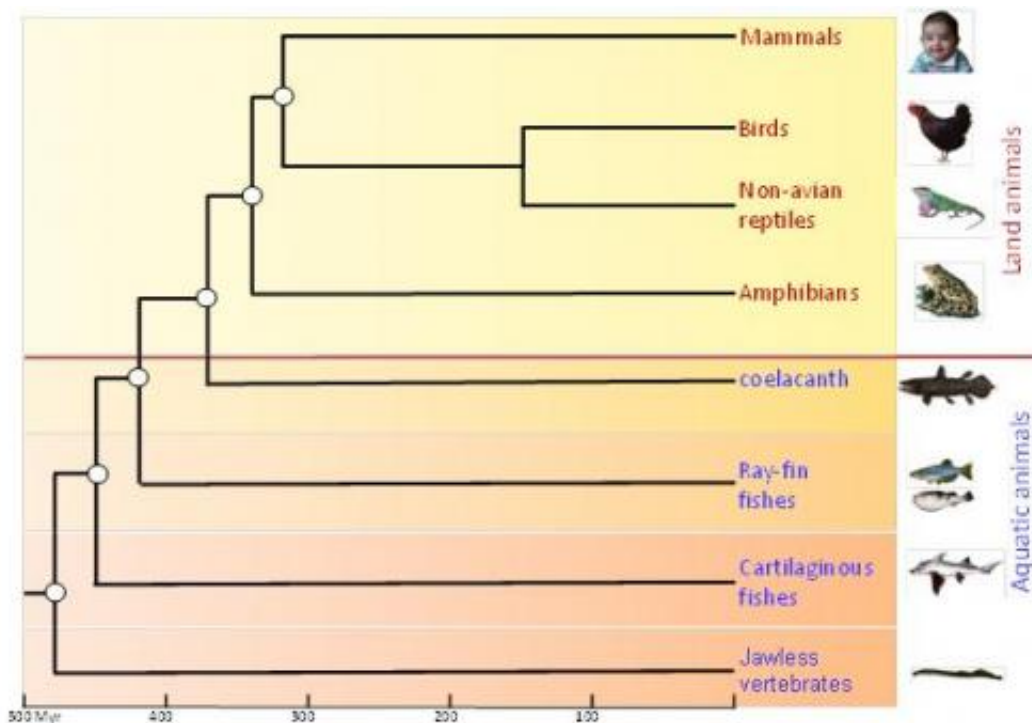 Mammals
Birds
Non-avian
reptiles
Amphibians
Land animals
coelacanth
Ray-fin
fishes
Cartilaginous
fishes
Jawless
vertebrates
Aquatic animals
500 Myr
400
300
200
100